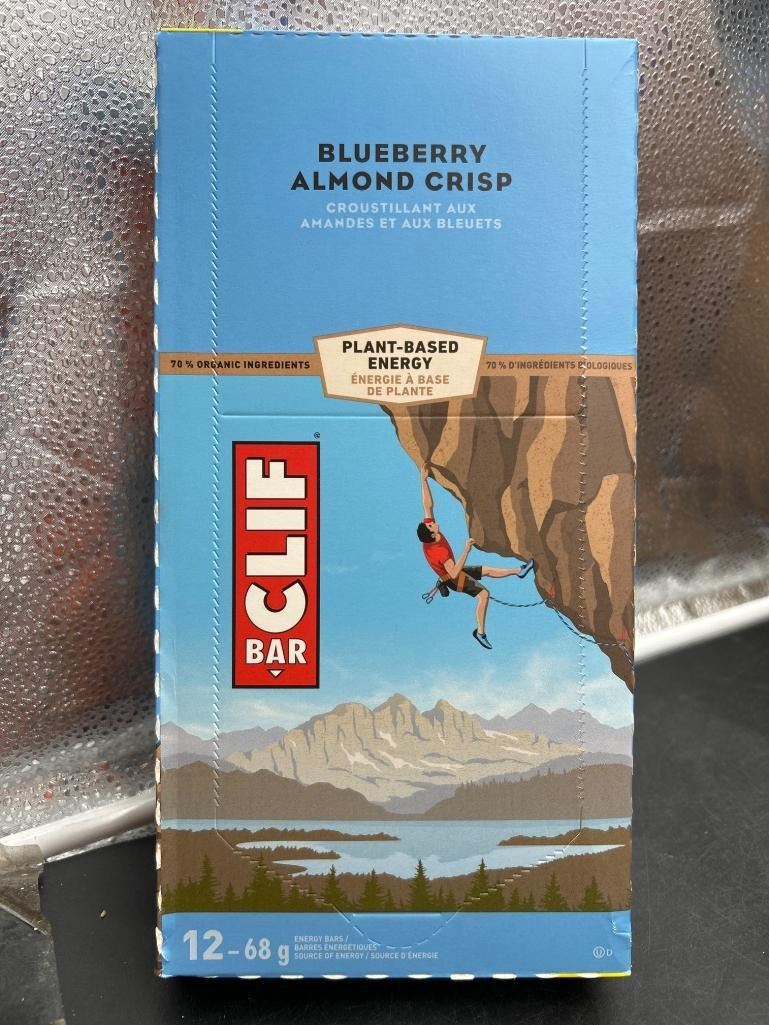 BLUEBERRY
ALMOND CRISP
CROUSTILLANT AUX
AMANDES ET AUX BLEUETS
70 % ORGANIC INGREDIENTS
PLANT-BASED
ENERGY
ÉNERGIE À BASE
DE PLANTE
70 % D'INGRÉDIENTS BIOLOGIQUES
CLIF®
BAR
12 – 68 g
ENERGY BARS /
BARRES ÉNERGÉTIQUES
SOURCE OF ENERGY / SOURCE D'ÉNERGIE
Ⓤ D